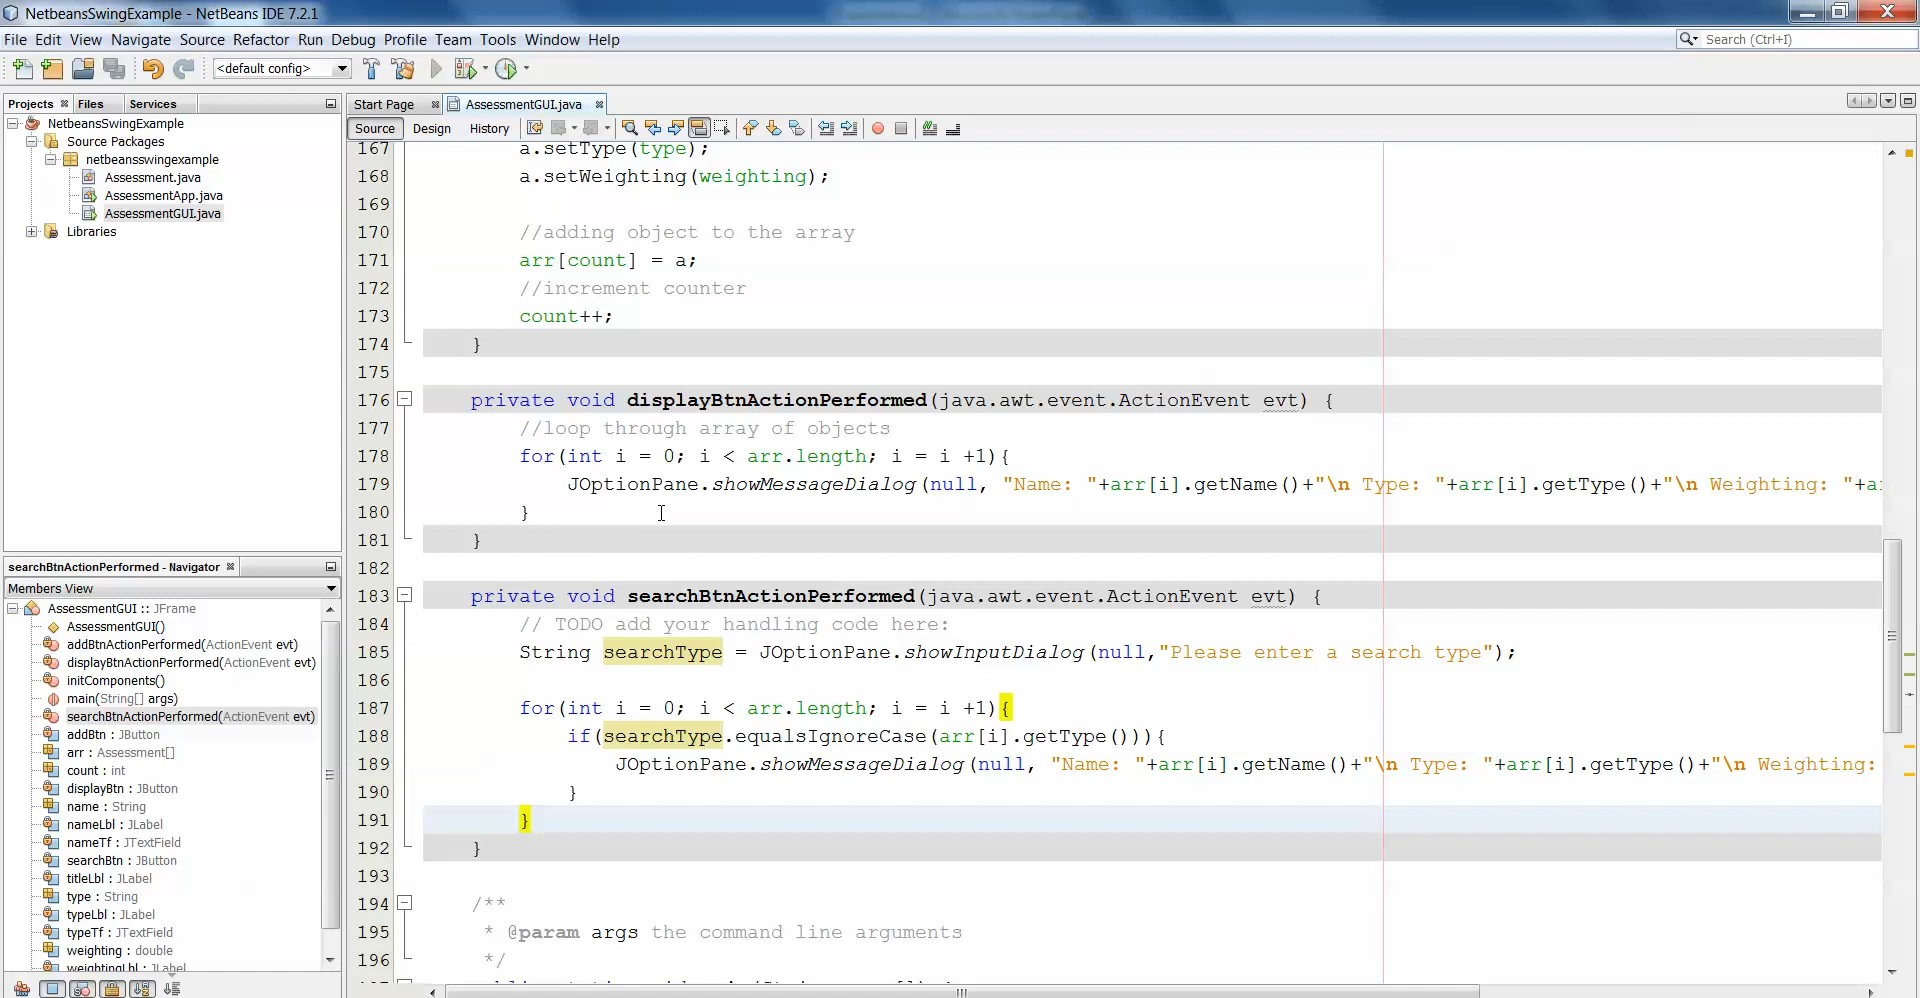 NetbeansSwingExample - NetBeans IDE 7.2.1
File Edit View Navigate Source Refactor Run Debug Profile Team Tools Window Help
Search (Ctrl+I)
<default config>
Projects Files Services
NetbeansSwingExample
Source Packages
netbeansswingexample
Assessment.java
AssessmentApp.java
AssessmentGUI.java
Libraries
searchBtnActionPerformed - Navigator
Members View
AssessmentGUI :: JFrame
AssessmentGUI()
addBtnActionPerformed(ActionEvent evt)
displayBtnActionPerformed(ActionEvent evt)
initComponents()
main(String[] args)
searchBtnActionPerformed(ActionEvent evt)
addBtn : JButton
arr : Assessment[]
count : int
displayBtn : JButton
name : String
nameLbl : JLabel
nameTf : JTextField
searchBtn : JButton
titleLbl : JLabel
type : String
typeLbl : JLabel
typeTf : JTextField
weighting : double
weightingLbl : JLabel
Start Page AssessmentGUI.java
Source Design History
167 a.setType(type);
168 a.setWeighting(weighting);
169
170 //adding object to the array
171 arr[count] = a;
172 //increment counter
173 count++;
174 }
175
176 private void displayBtnActionPerformed(java.awt.event.ActionEvent evt) {
177 //loop through array of objects
178 for(int i = 0; i < arr.length; i = i +1){
179 JOptionPane.showMessageDialog(null, "Name: "+arr[i].getName()+"\n Type: "+arr[i].getType()+"\n Weighting: "+a
180 }
181 }
182
183 private void searchBtnActionPerformed(java.awt.event.ActionEvent evt) {
184 // TODO add your handling code here:
185 String searchType = JOptionPane.showInputDialog(null,"Please enter a search type");
186
187 for(int i = 0; i < arr.length; i = i +1){
188 if(searchType.equalsIgnoreCase(arr[i].getType())){
189 JOptionPane.showMessageDialog(null, "Name: "+arr[i].getName()+"\n Type: "+arr[i].getType()+"\n Weighting:
190 }
191 }
192 }
193
194 /**
195 * @param args the command line arguments
196 */